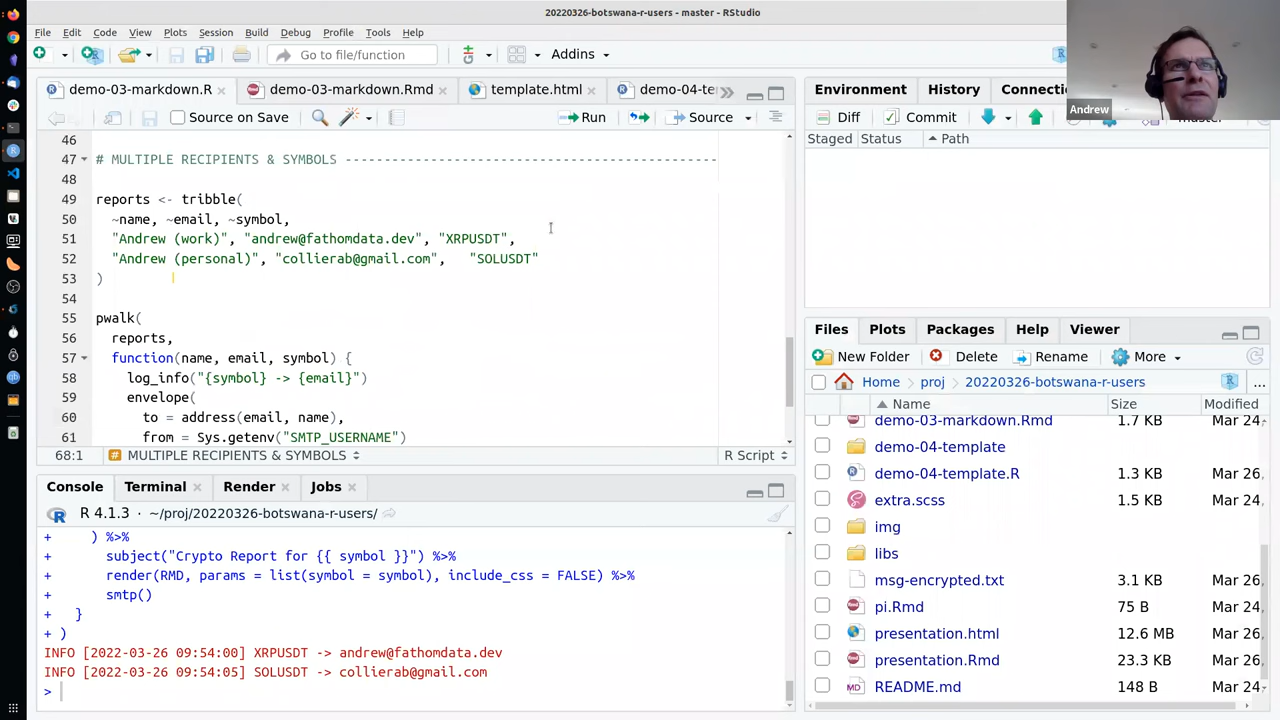 20220326-botswana-r-users - master - RStudio
File Edit Code View Plots Session Build Debug Profile Tools Help
Go to file/function Addins
demo-03-markdown.R demo-03-markdown.Rmd template.html demo-04-te
Source on Save Run Source
46
47 # MULTIPLE RECIPIENTS & SYMBOLS -----------------------------------------------
48
49 reports <- tribble(
50 ~name, ~email, ~symbol,
51 "Andrew (work)", "andrew@fathomdata.dev", "XRPUSDT",
52 "Andrew (personal)", "collierab@gmail.com", "SOLUSDT"
53 )
54
55 pwalk(
56 reports,
57 function(name, email, symbol) {
58 log_info("{symbol} -> {email}")
59 envelope(
60 to = address(email, name),
61 from = Sys.getenv("SMTP_USERNAME")
68:1 MULTIPLE RECIPIENTS & SYMBOLS R Script
Console Terminal Render Jobs
R 4.1.3 · ~/proj/20220326-botswana-r-users/
+ ) %>%
+ subject("Crypto Report for {{ symbol }}") %>%
+ render(RMD, params = list(symbol = symbol), include_css = FALSE) %>%
+ smtp()
+ }
+ )
INFO [2022-03-26 09:54:00] XRPUSDT -> andrew@fathomdata.dev
INFO [2022-03-26 09:54:05] SOLUSDT -> collierab@gmail.com
>
Environment History Connectio
Andrew
Diff Commit
Staged Status Path
Files Plots Packages Help Viewer
New Folder Delete Rename More
Home proj 20220326-botswana-r-users ...
Name Size Modified
demo-03-markdown.Rmd 1.7 KB Mar 24,
demo-04-template
demo-04-template.R 1.3 KB Mar 26,
extra.scss 1.5 KB Mar 24,
img
libs
msg-encrypted.txt 3.1 KB Mar 26,
pi.Rmd 75 B Mar 24,
presentation.html 12.6 MB Mar 26,
presentation.Rmd 23.3 KB Mar 26,
README.md 148 B Mar 24,